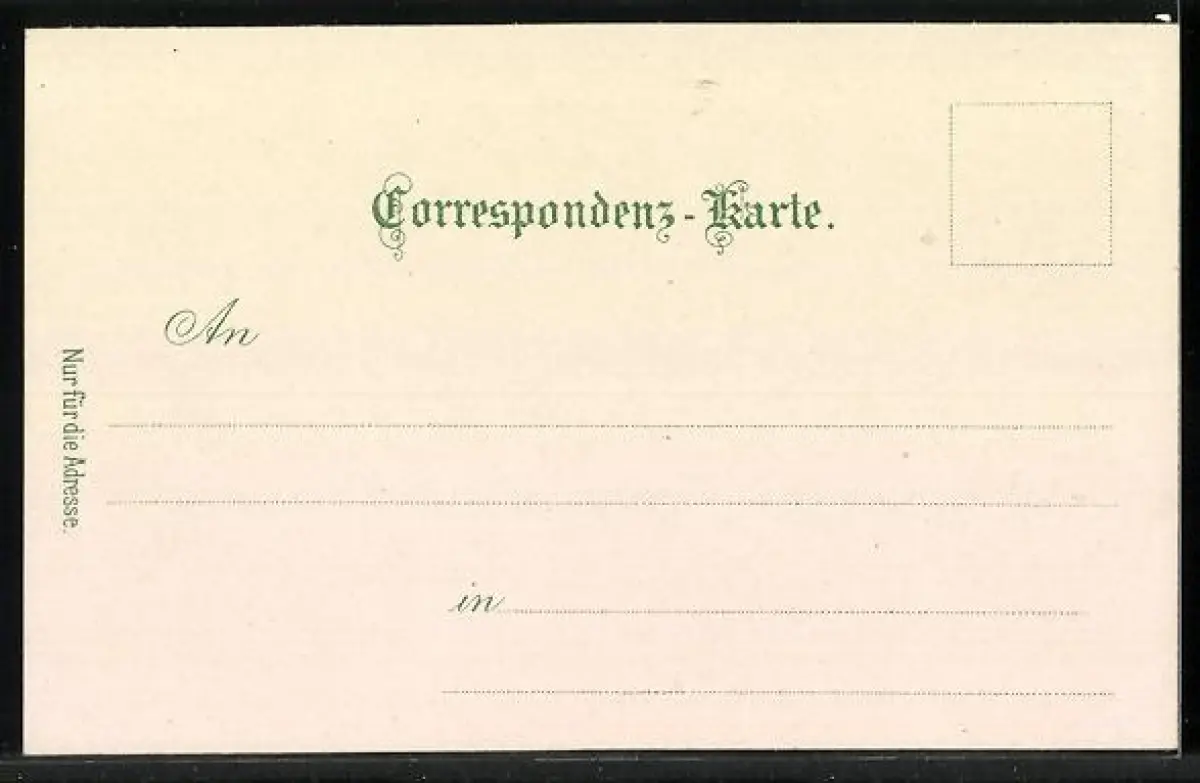 Correspondenz-Karte.
An
Nur für die Adresse.
in